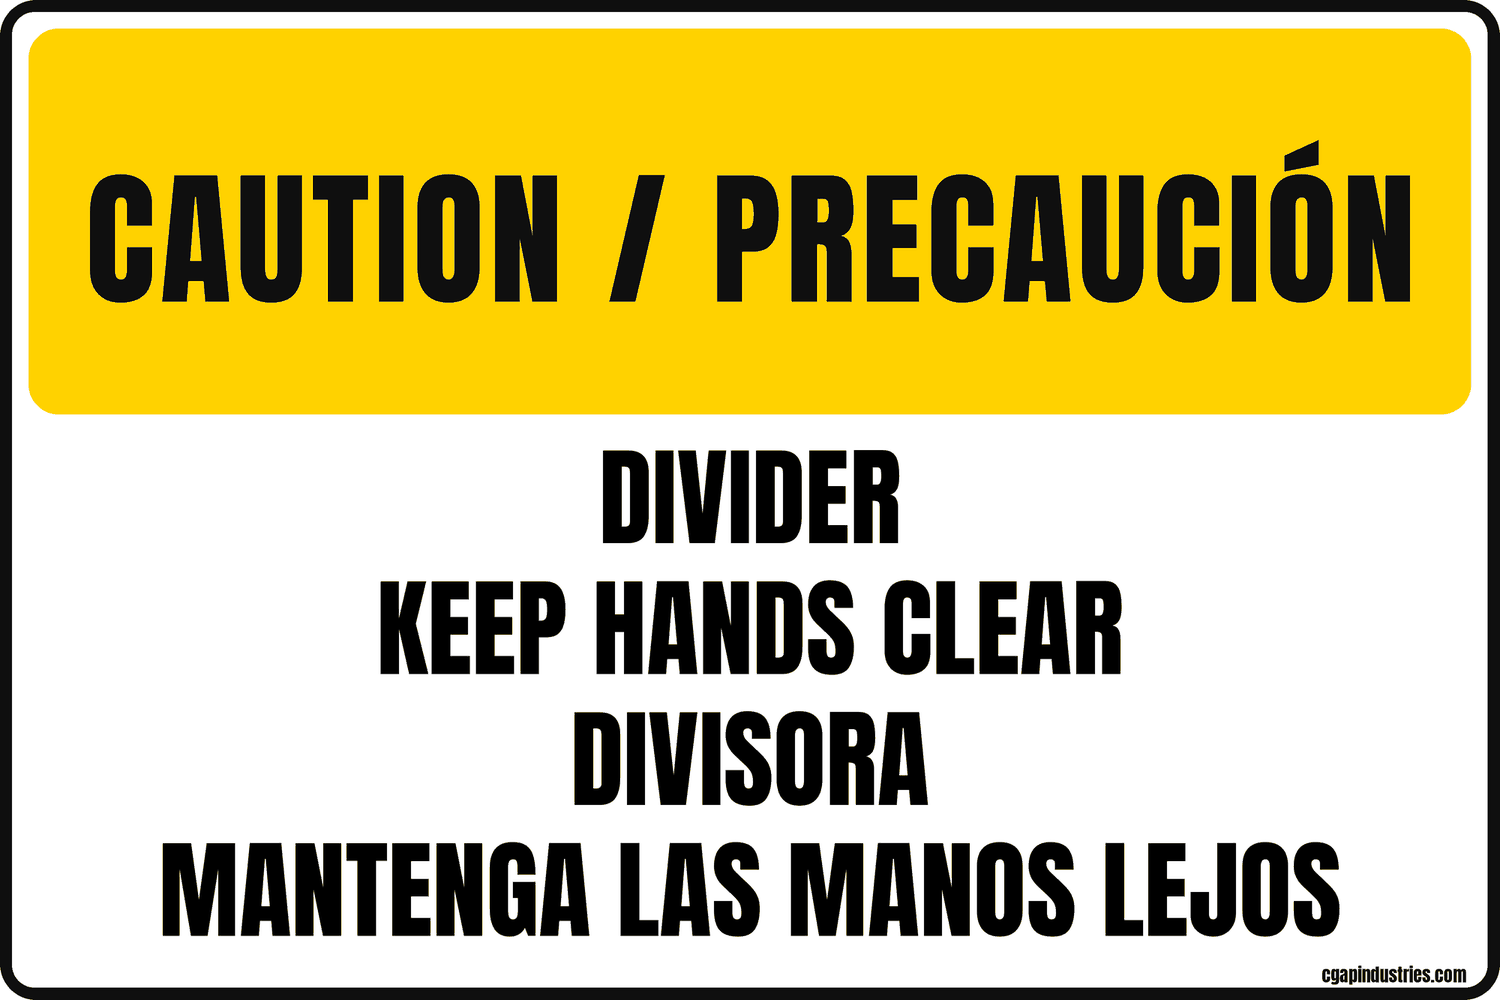 CAUTION / PRECAUCIÓN
DIVIDER
KEEP HANDS CLEAR
DIVISORA
MANTENGA LAS MANOS LEJOS
cgapindustries.com